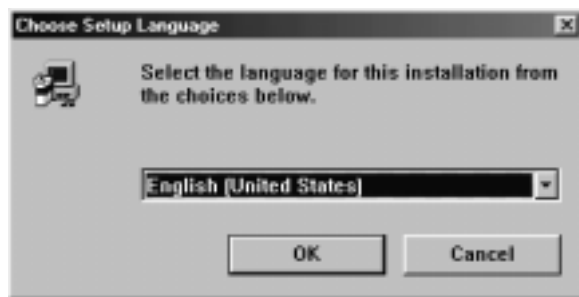 Choose Setup Language
Select the language for this installation from
the choices below.
English (United States)
OK
Cancel